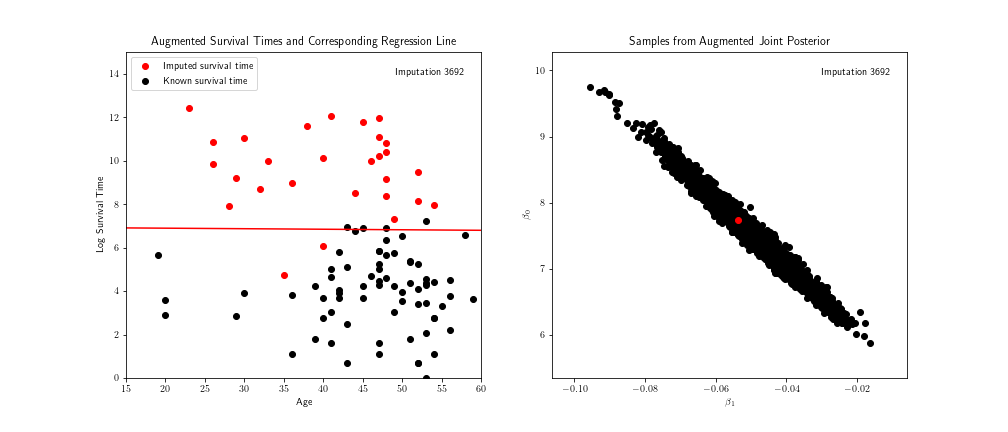 Augmented Survival Times and Corresponding Regression Line
Imputed survival time
Known survival time
Imputation 3692
Log Survival Time
14
12
10
8
6
4
2
0
15
20
25
30
35
40
45
50
55
60
Age
Samples from Augmented Joint Posterior
Imputation 3692
β0
10
9
8
7
6
−0.10
−0.08
−0.06
−0.04
−0.02
β1